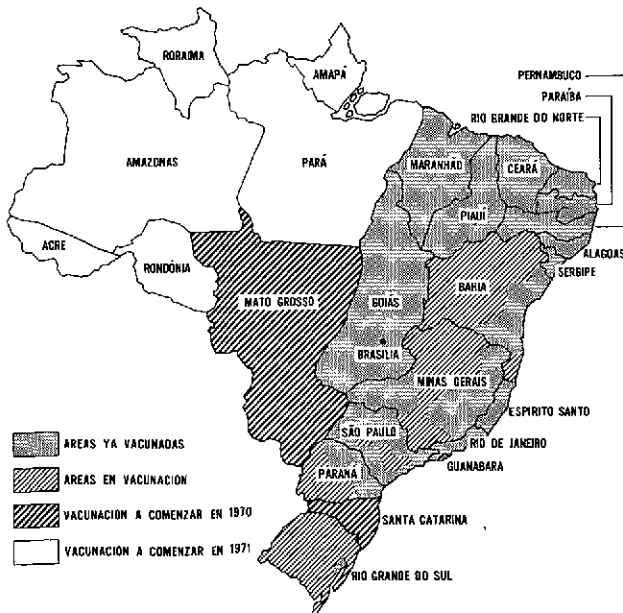 RORAIMA
AMAPÁ
PERNAMBUCO
PARAÍBA
RIO GRANDE DO NORTE
MARANHÃO
CEARÁ
AMAZONAS
PARÁ
PIAUÍ
ACRE
RONDÔNIA
ALAGOAS
SERGIPE
MATO GROSSO
GOIÁS
BAHIA
BRASÍLIA
MINAS GERAIS
ESPIRITO SANTO
SÃO PAULO
RIO DE JANEIRO
GUANABARA
PARANÁ
SANTA CATARINA
RIO GRANDE DO SUL
AREAS YA VACUNADAS
AREAS EN VACUNACION
VACUNACION A COMENZAR EN 1970
VACUNACION A COMENZAR EN 1971